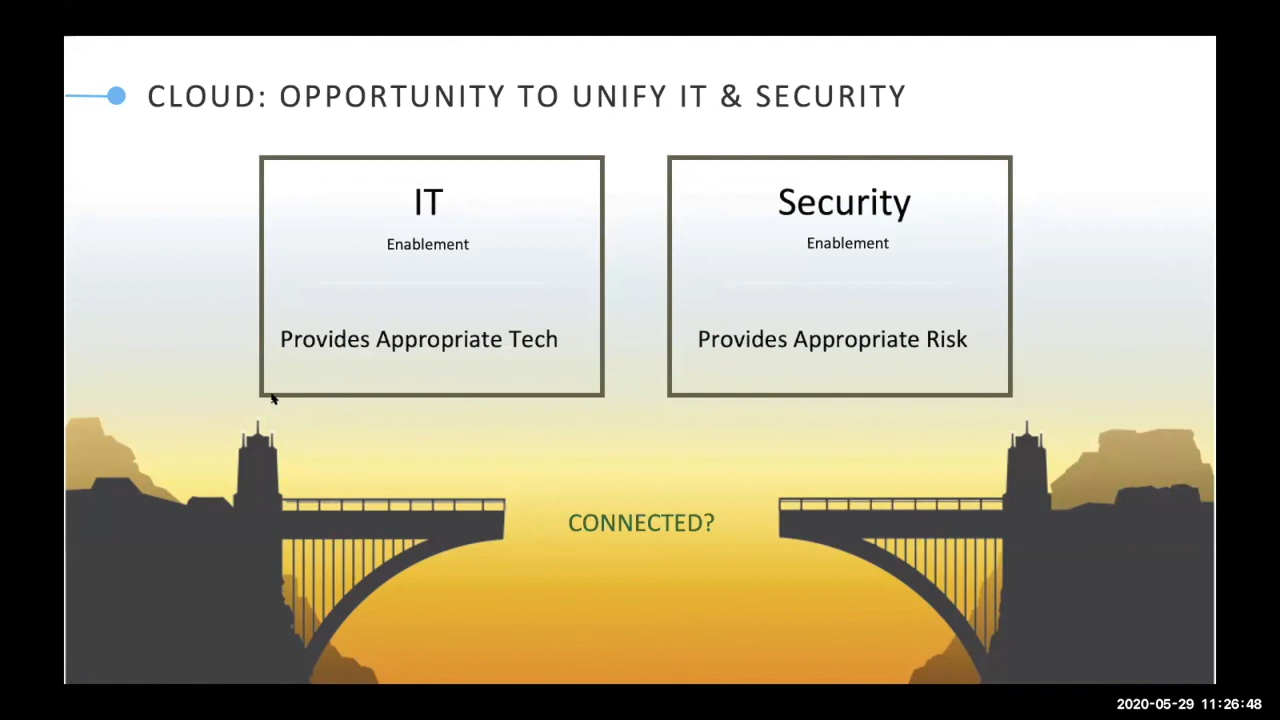 CLOUD: OPPORTUNITY TO UNIFY IT & SECURITY
IT
Enablement
Provides Appropriate Tech
Security
Enablement
Provides Appropriate Risk
CONNECTED?
2020-05-29 11:26:48